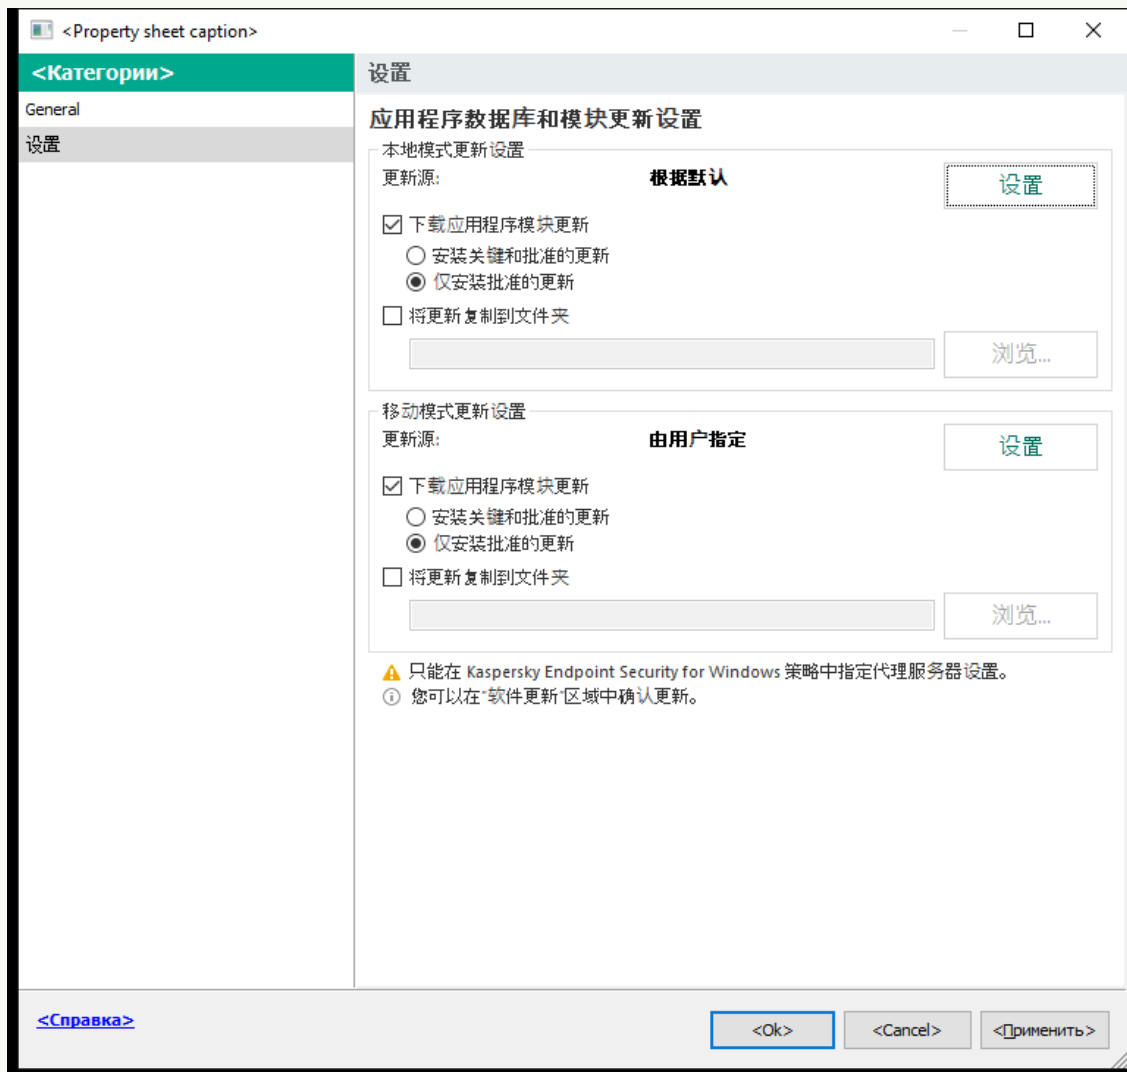 <Property sheet caption>
<Категории>
General
设置
设置
应用程序数据库和模块更新设置
本地模式更新设置
更新源:
根据默认
设置
下载应用程序模块更新
安装关键和批准的更新
仅安装批准的更新
将更新复制到文件夹
浏览...
移动模式更新设置
更新源:
由用户指定
设置
下载应用程序模块更新
安装关键和批准的更新
仅安装批准的更新
将更新复制到文件夹
浏览...
只能在 Kaspersky Endpoint Security for Windows 策略中指定代理服务器设置。
您可以在"软件更新"区域中确认更新。
<Справка>
<Ok>
<Cancel>
<Применить>